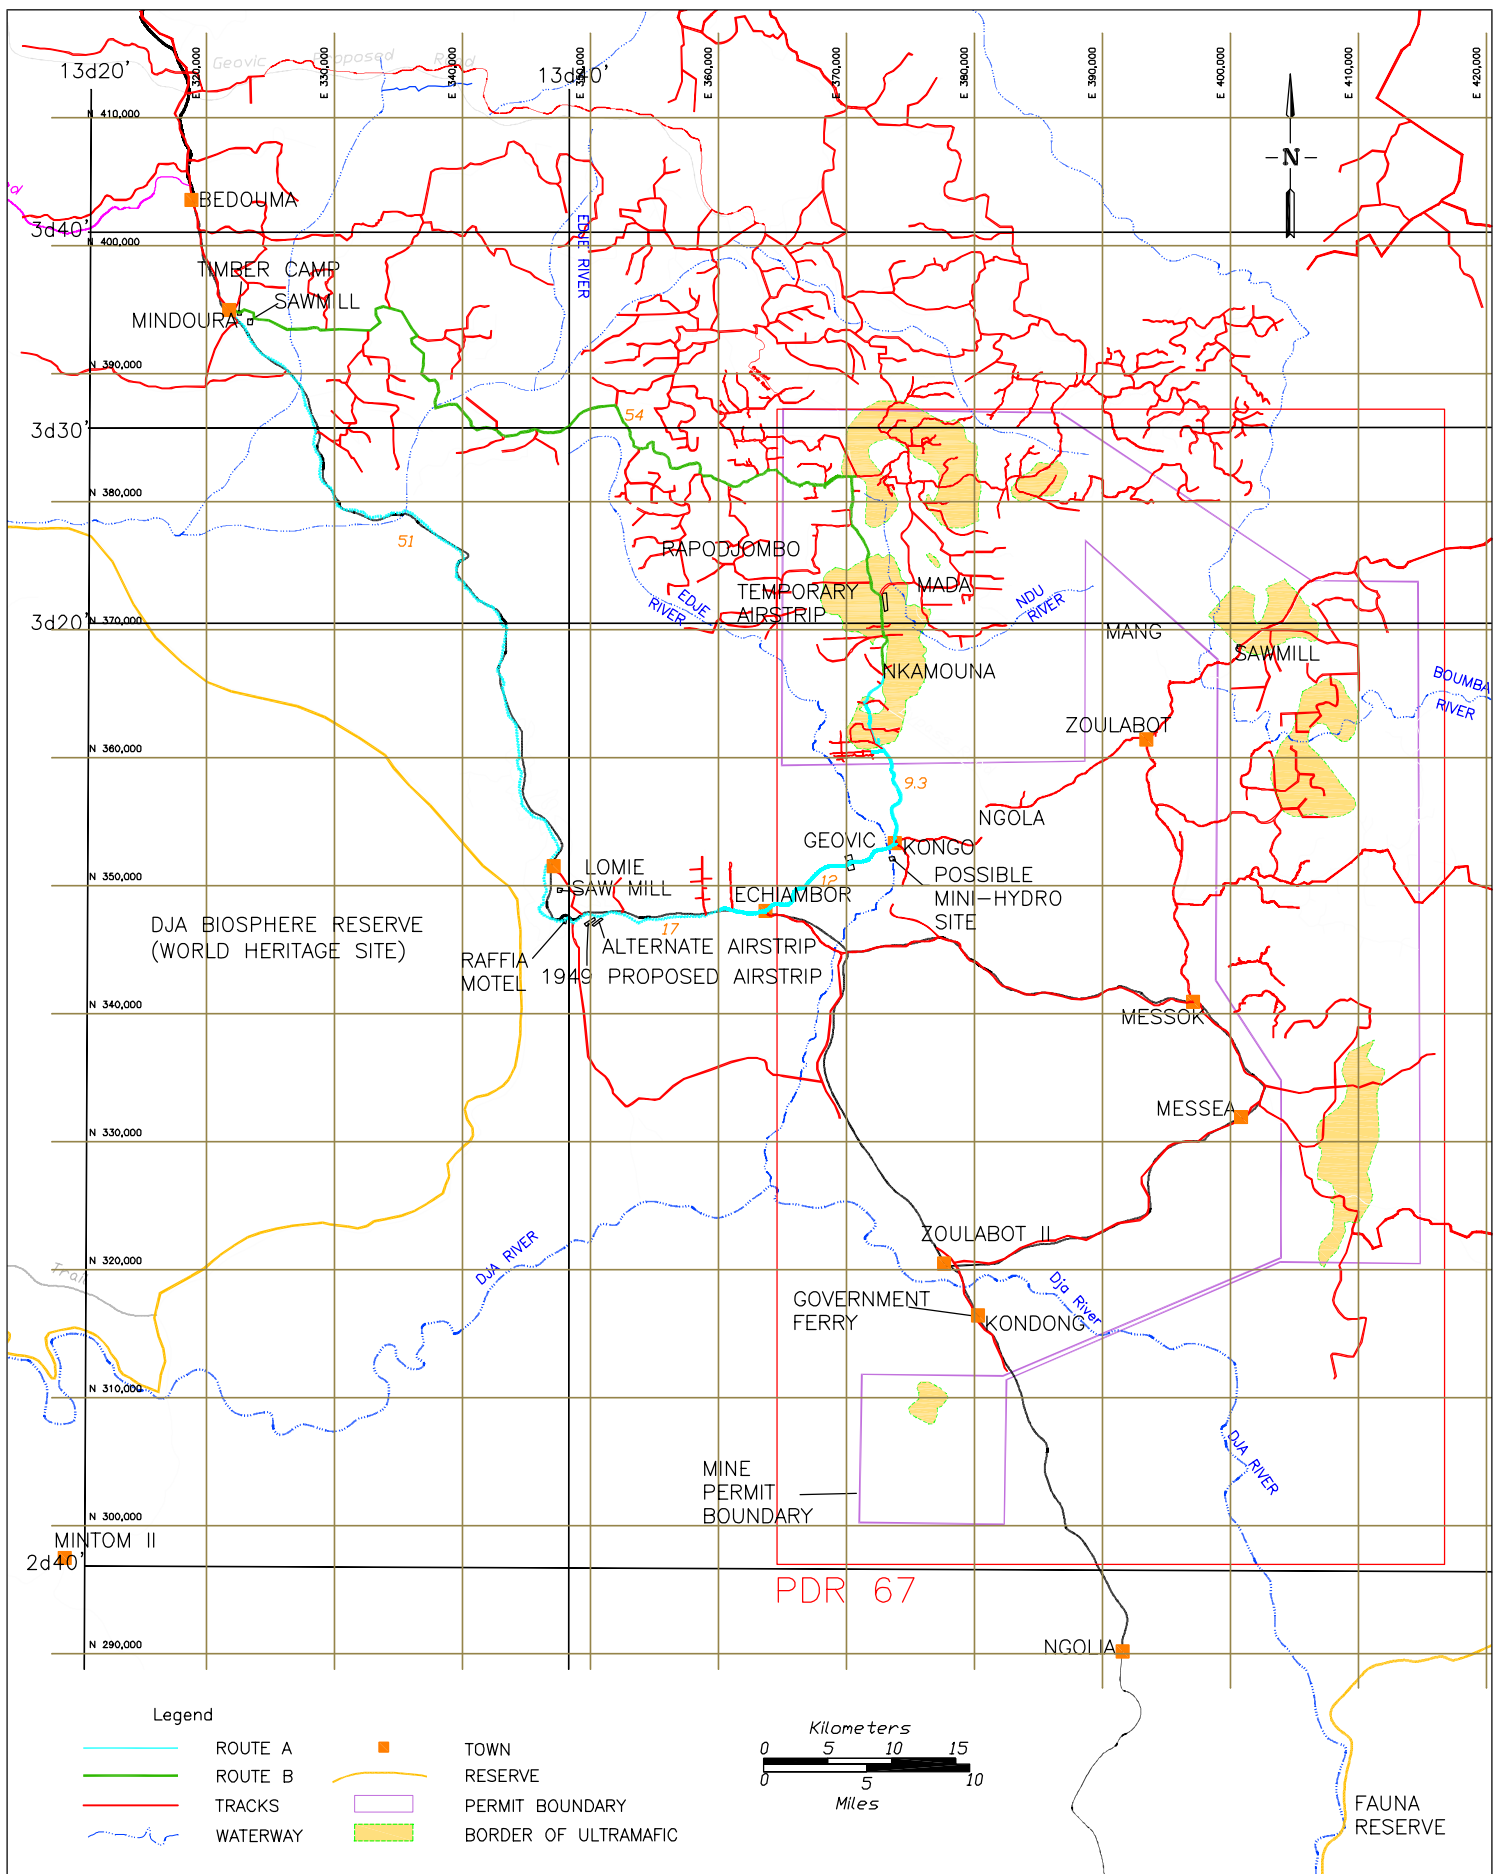 Geovic Proposed Road
13d20'
13d40'
E 320,000
E 330,000
E 340,000
E 350,000
E 360,000
E 370,000
E 380,000
E 390,000
E 400,000
E 410,000
E 420,000
N 410,000
N
BEDOUMA
3d40'
N 400,000
EDJE RIVER
TIMBER CAMP
SAWMILL
MINDOURA
N 390,000
54
3d30'
N 380,000
51
RAPODJOMBO
TEMPORARY
AIRSTRIP
MADA
EDJE
RIVER
NDU
RIVER
3d20'
N 370,000
MANG
SAWMILL
NKAMOUNA
BOUMBA
RIVER
ZOULABOT
N 360,000
9.3
NGOLA
GEOVIC
KONGO
LOMIE
SAW MILL
12
POSSIBLE
MINI-HYDRO
SITE
N 350,000
ECHIAMBOR
17
DJA BIOSPHERE RESERVE
(WORLD HERITAGE SITE)
ALTERNATE AIRSTRIP
RAFFIA
MOTEL
1949 PROPOSED AIRSTRIP
N 340,000
MESSOK
MESSEA
N 330,000
ZOULABOT II
DJA RIVER
N 320,000
Trail
Dja River
GOVERNMENT
FERRY
KONDONG
N 310,000
DJA RIVER
MINE
PERMIT
BOUNDARY
N 300,000
MINTOM II
2d40'
PDR 67
N 290,000
NGOLIA
Legend
ROUTE A
ROUTE B
TRACKS
WATERWAY
TOWN
RESERVE
PERMIT BOUNDARY
BORDER OF ULTRAMAFIC
Kilometers
0 5 10 15
0 5 10
Miles
FAUNA
RESERVE